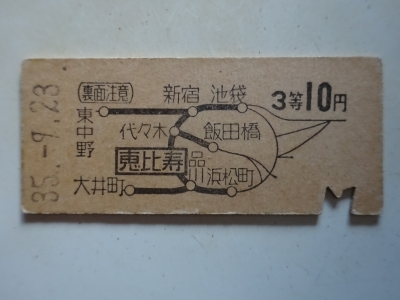 35.-9.23
裏面注意
新宿
池袋
3等10円
東中野
代々木
飯田橋
恵比寿
品川
浜松町
大井町